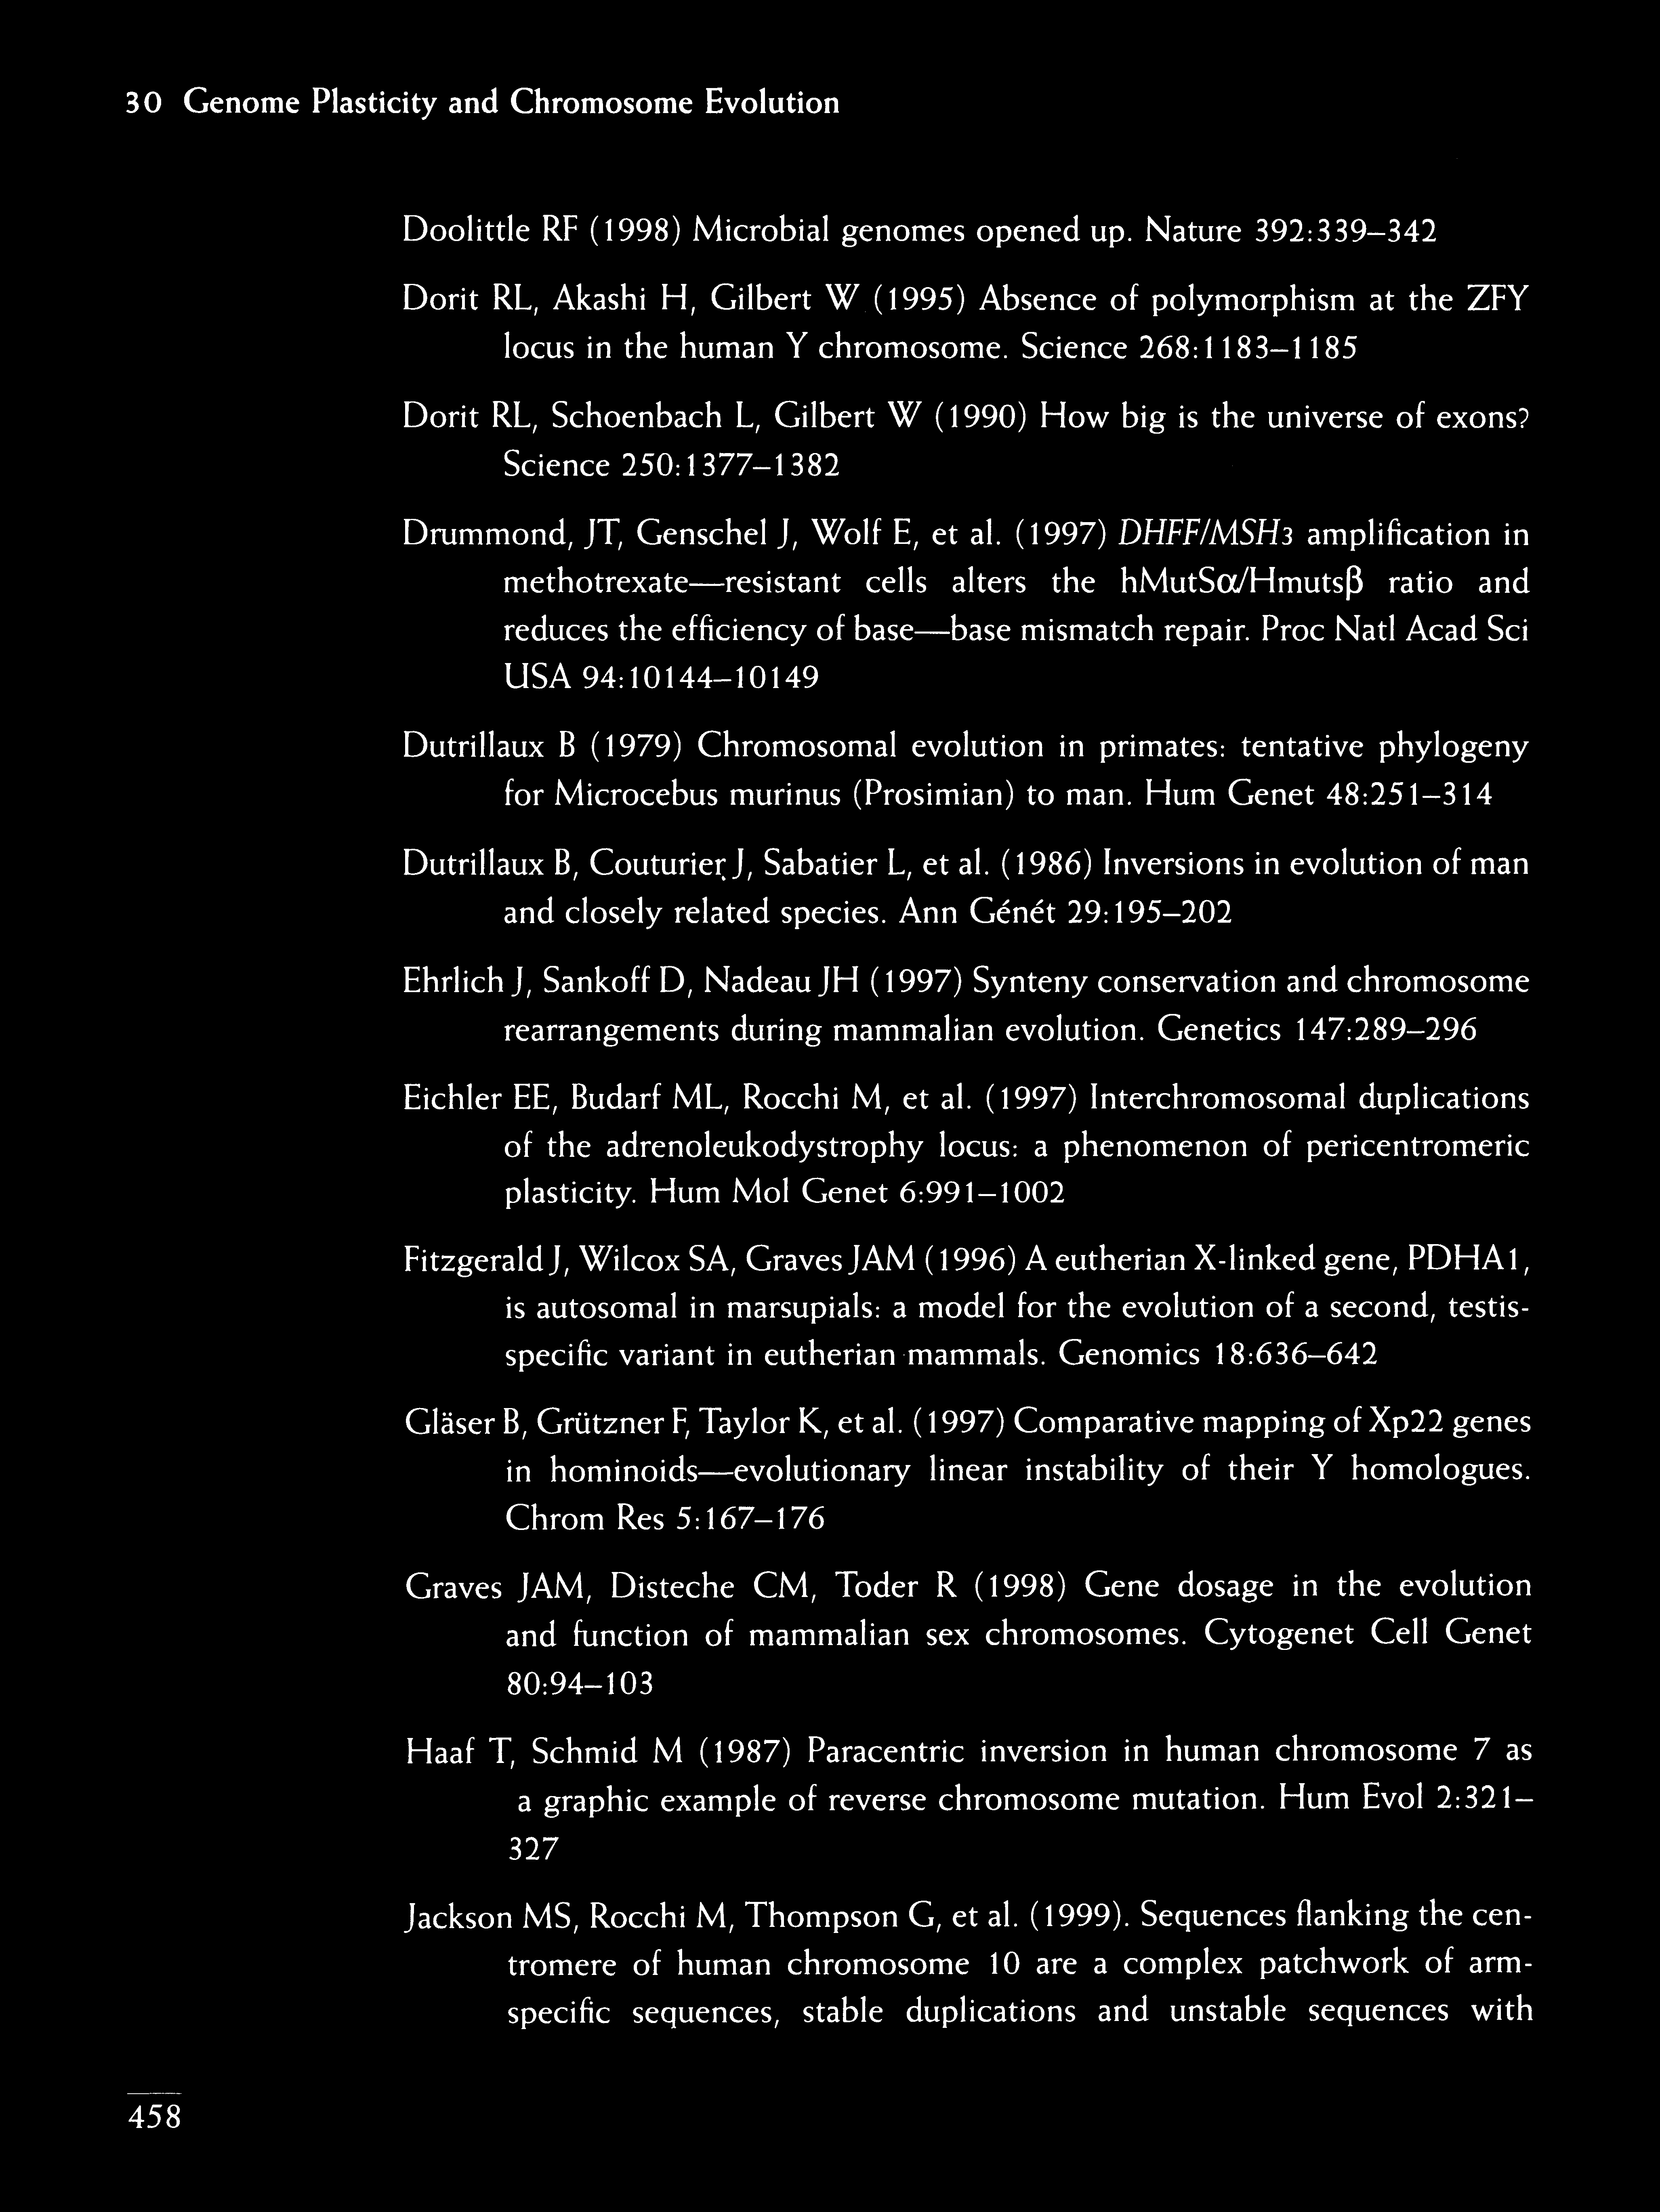 30 Genome Plasticity and Chromosome Evolution
Doolittle RF (1998) Microbial genomes opened up. Nature 392:339–342
Dorit RL, Akashi H, Gilbert W (1995) Absence of polymorphism at the ZFY
locus in the human Y chromosome. Science 268:1183–1185
Dorit RL, Schoenbach L, Gilbert W (1990) How big is the universe of exons?
Science 250:1377–1382
Drummond, JT, Genschel J, Wolf E, et al. (1997) DHFF/MSH3 amplification in
methotrexate—resistant cells alters the hMutSα/Hmutsβ ratio and
reduces the efficiency of base—base mismatch repair. Proc Natl Acad Sci
USA 94:10144–10149
Dutrillaux B (1979) Chromosomal evolution in primates: tentative phylogeny
for Microcebus murinus (Prosimian) to man. Hum Genet 48:251–314
Dutrillaux B, Couturier J, Sabatier L, et al. (1986) Inversions in evolution of man
and closely related species. Ann Génét 29:195–202
Ehrlich J, Sankoff D, Nadeau JH (1997) Synteny conservation and chromosome
rearrangements during mammalian evolution. Genetics 147:289–296
Eichler EE, Budarf ML, Rocchi M, et al. (1997) Interchromosomal duplications
of the adrenoleukodystrophy locus: a phenomenon of pericentromeric
plasticity. Hum Mol Genet 6:991–1002
Fitzgerald J, Wilcox SA, Graves JAM (1996) A eutherian X-linked gene, PDHA1,
is autosomal in marsupials: a model for the evolution of a second, testis-
specific variant in eutherian mammals. Genomics 18:636–642
Gläser B, Grützner F, Taylor K, et al. (1997) Comparative mapping of Xp22 genes
in hominoids—evolutionary linear instability of their Y homologues.
Chrom Res 5:167–176
Graves JAM, Disteche CM, Toder R (1998) Gene dosage in the evolution
and function of mammalian sex chromosomes. Cytogenet Cell Genet
80:94–103
Haaf T, Schmid M (1987) Paracentric inversion in human chromosome 7 as
a graphic example of reverse chromosome mutation. Hum Evol 2:321–
327
Jackson MS, Rocchi M, Thompson G, et al. (1999). Sequences flanking the cen-
tromere of human chromosome 10 are a complex patchwork of arm-
specific sequences, stable duplications and unstable sequences with
458